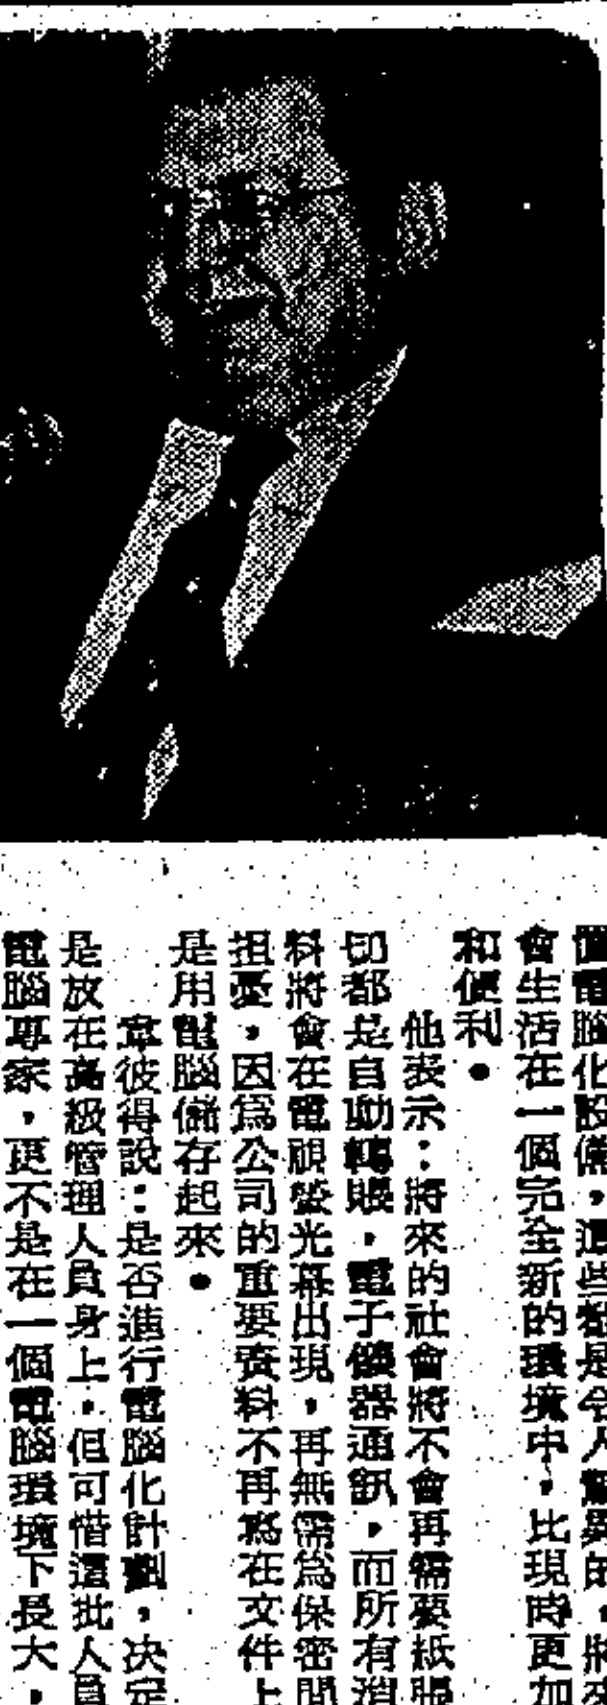 個電腦化設備，這些都是令人驚異的，將來
會生活在一個完全新的環境中，比現時更加
和便利。
他表示：將來的社會將不會再需要紙張
切都是自動轉賬，電子儀器通訊，而所有消
料將會在電視螢光幕出現，再無需為保密問
担憂，因為公司的重要資料不再寫在文件上
是用電腦儲存起來。
韋彼得說：是否進行電腦化計劃，决定
是放在高級管理人員身上，但可惜這批人員
電腦專家，更不是在一個電腦環境下長大，